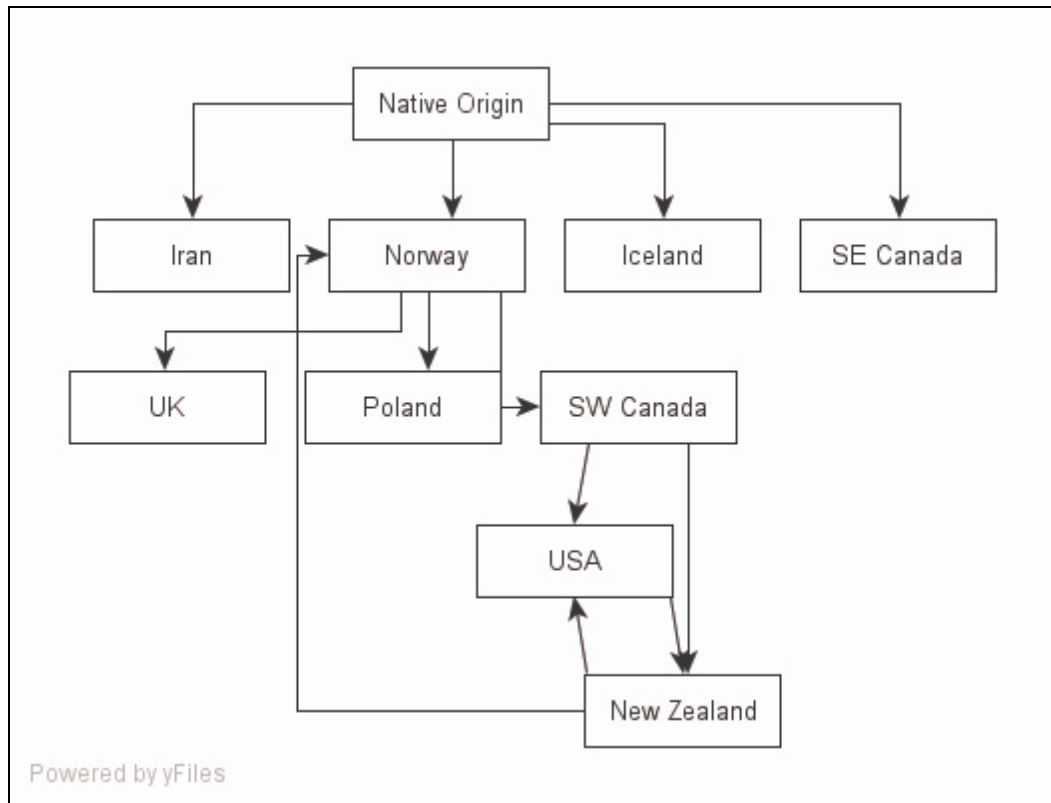 Native Origin
Iran
Norway
Iceland
SE Canada
UK
Poland
SW Canada
USA
New Zealand
Powered by yFiles